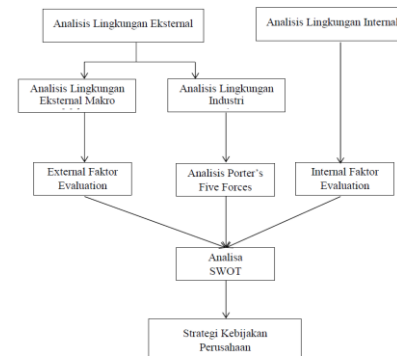 Analisis Lingkungan Eksternal
Analisis Lingkungan Internal
Analisis Lingkungan
Eksternal Makro
Analisis Lingkungan
Industri
External Faktor
Evaluation
Analisis Porter's
Five Forces
Internal Faktor
Evaluation
Analisa
SWOT
Strategi Kebijakan
Perusahaan